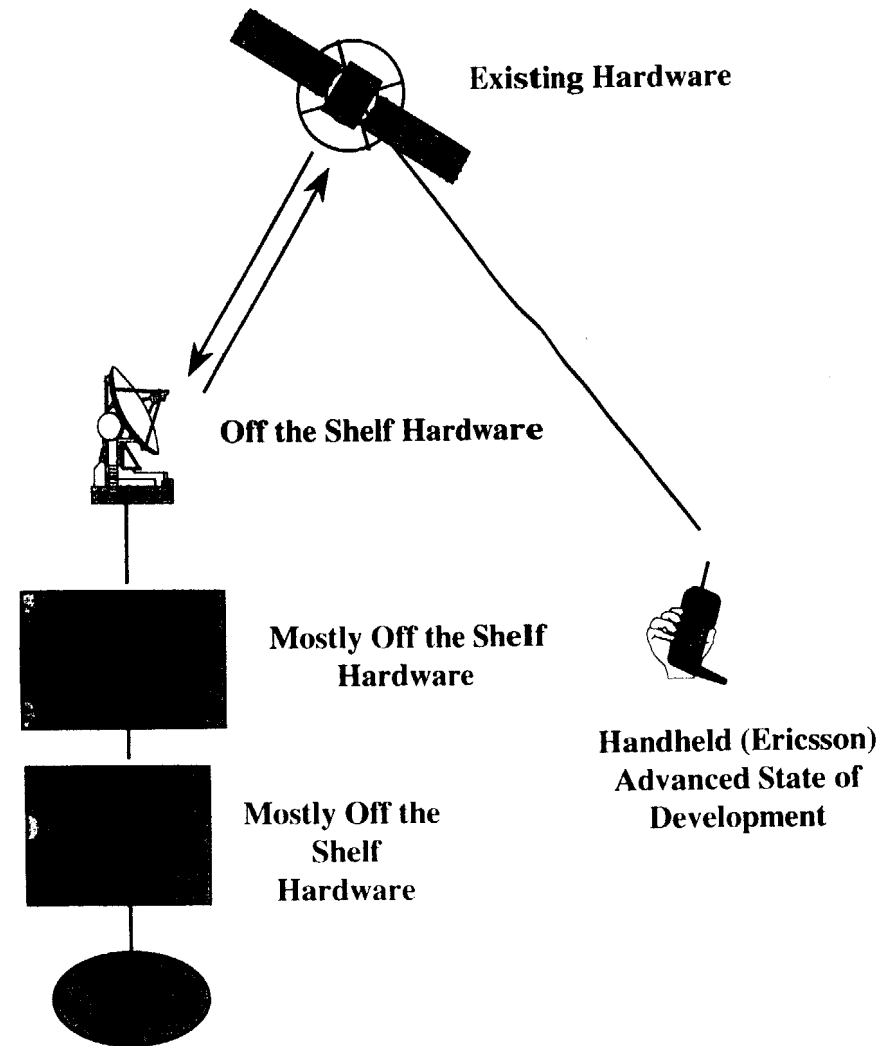 Existing Hardware
Off the Shelf Hardware
Mostly Off the Shelf
Hardware
Handheld (Ericsson)
Advanced State of
Development
Mostly Off the
Shelf
Hardware